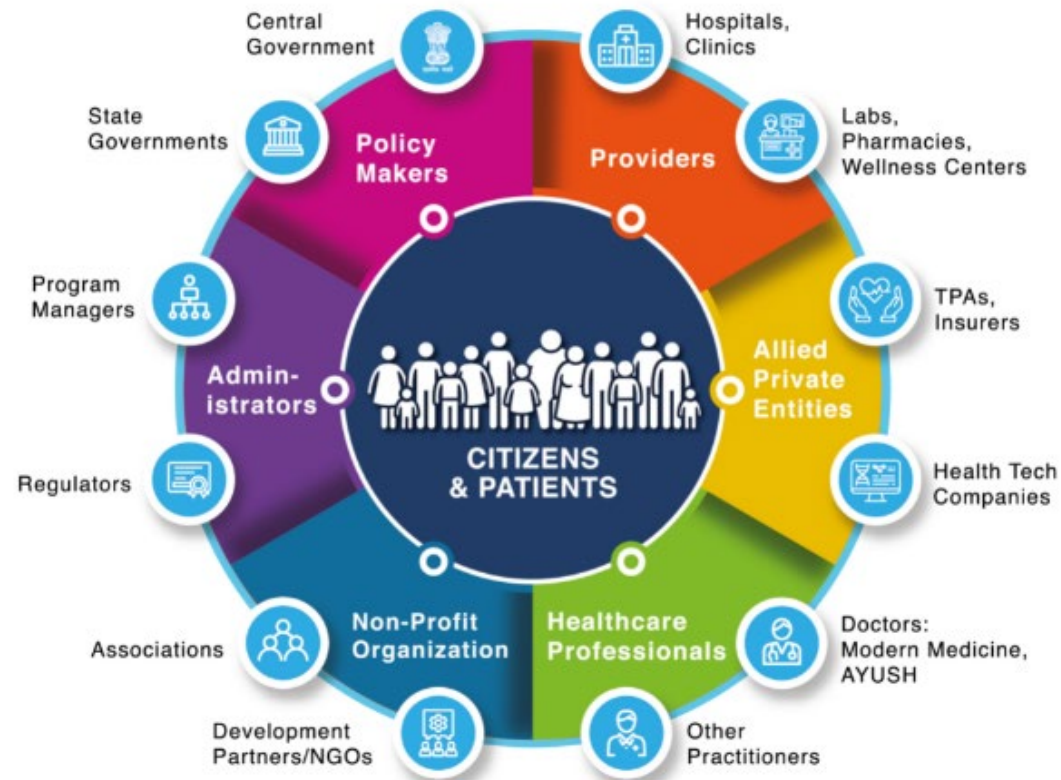 Central
Government
Hospitals,
Clinics
State
Governments
Policy
Makers
Providers
Labs,
Pharmacies,
Wellness Centers
Program
Managers
Admin-
istrators
CITIZENS
& PATIENTS
Allied
Private
Entities
TPAs,
Insurers
Regulators
Health Tech
Companies
Associations
Non-Profit
Organization
Healthcare
Professionals
Doctors:
Modern Medicine,
AYUSH
Development
Partners/NGOs
Other
Practitioners